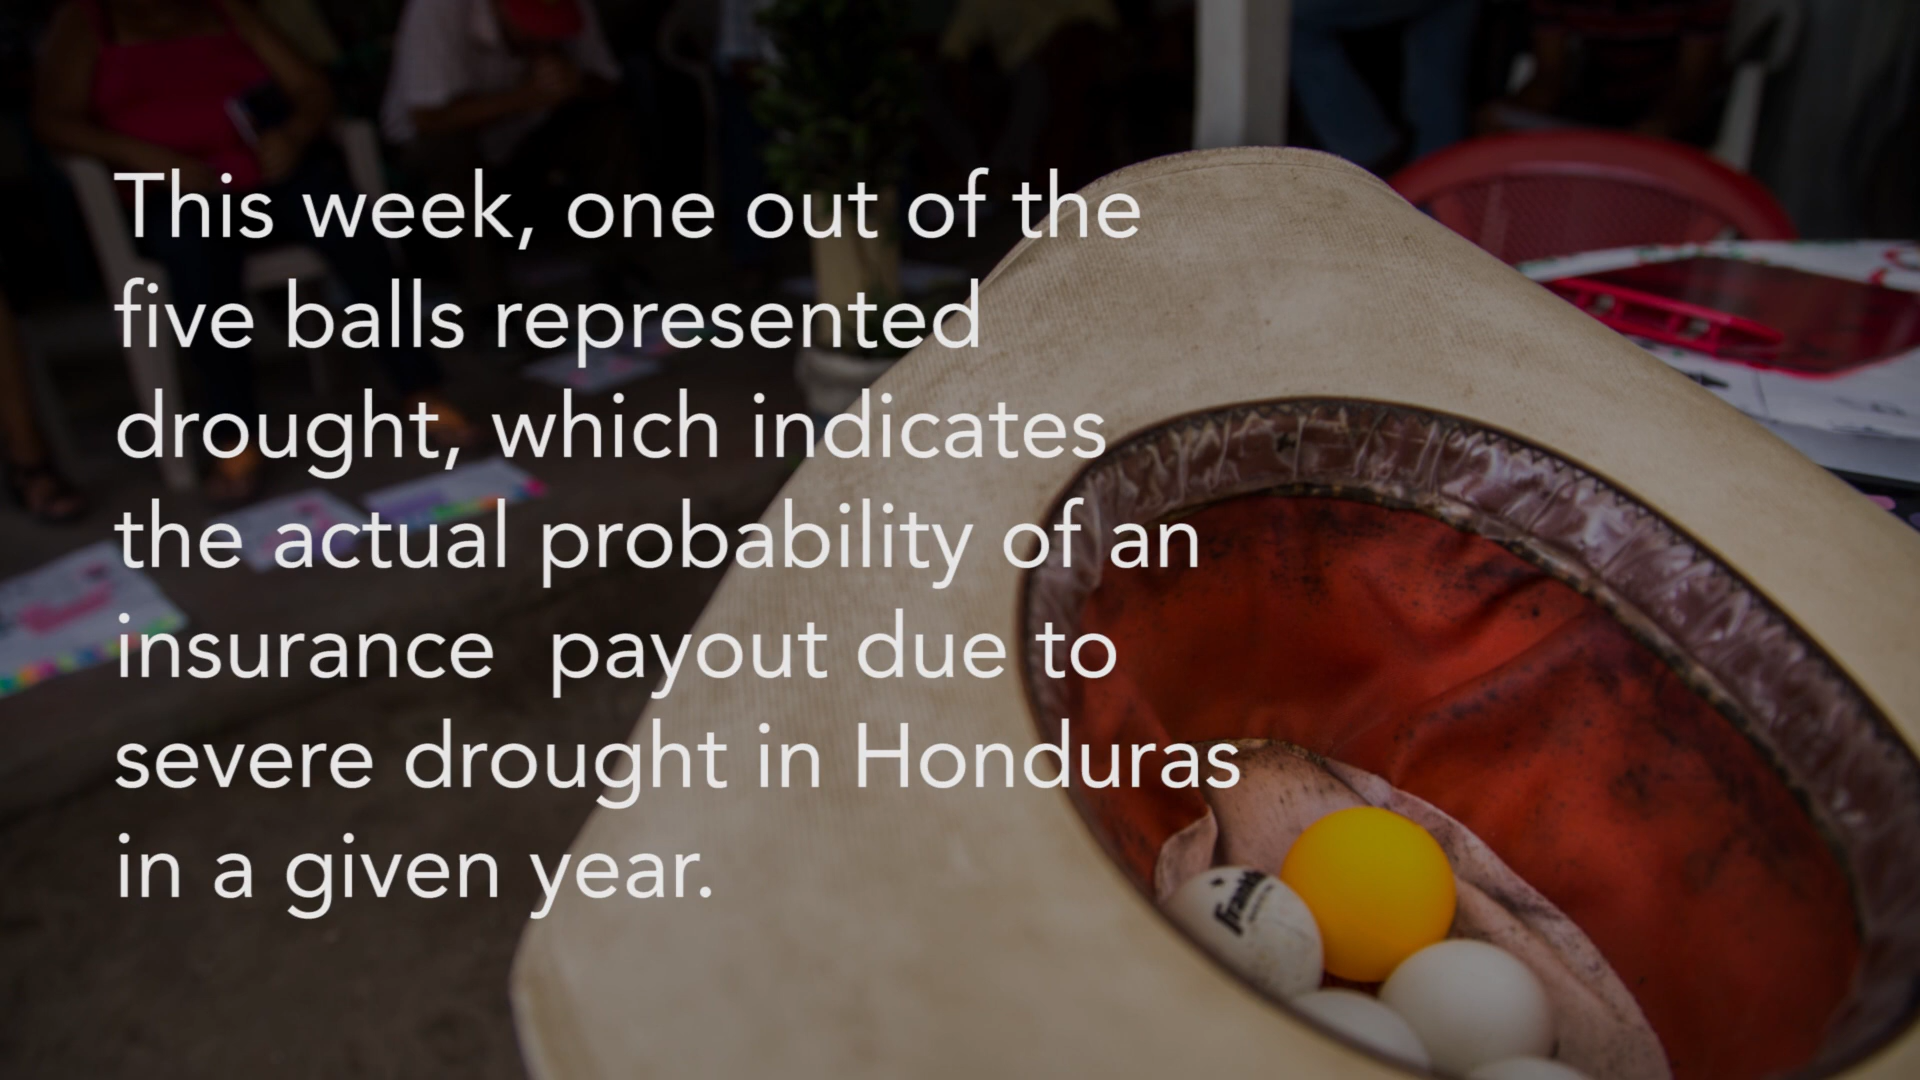 This week, one out of the
five balls represented
drought, which indicates
the actual probability of an
insurance  payout due to
severe drought in Honduras
in a given year.
Franklin